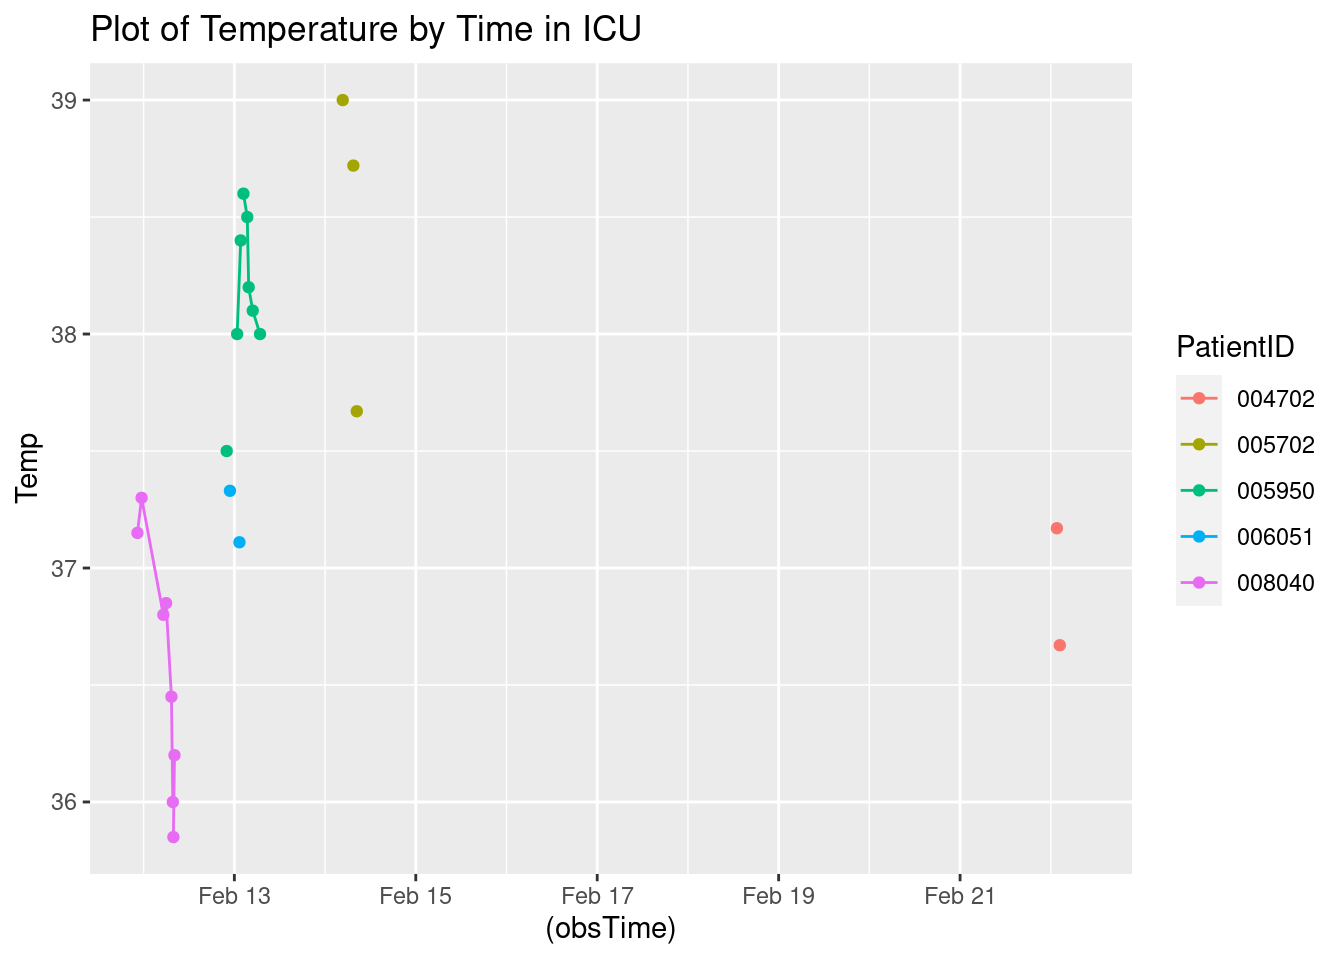 Plot of Temperature by Time in ICU
39
38
37
36
Temp
Feb 13
Feb 15
Feb 17
Feb 19
Feb 21
(obsTime)
PatientID
004702
005702
005950
006051
008040